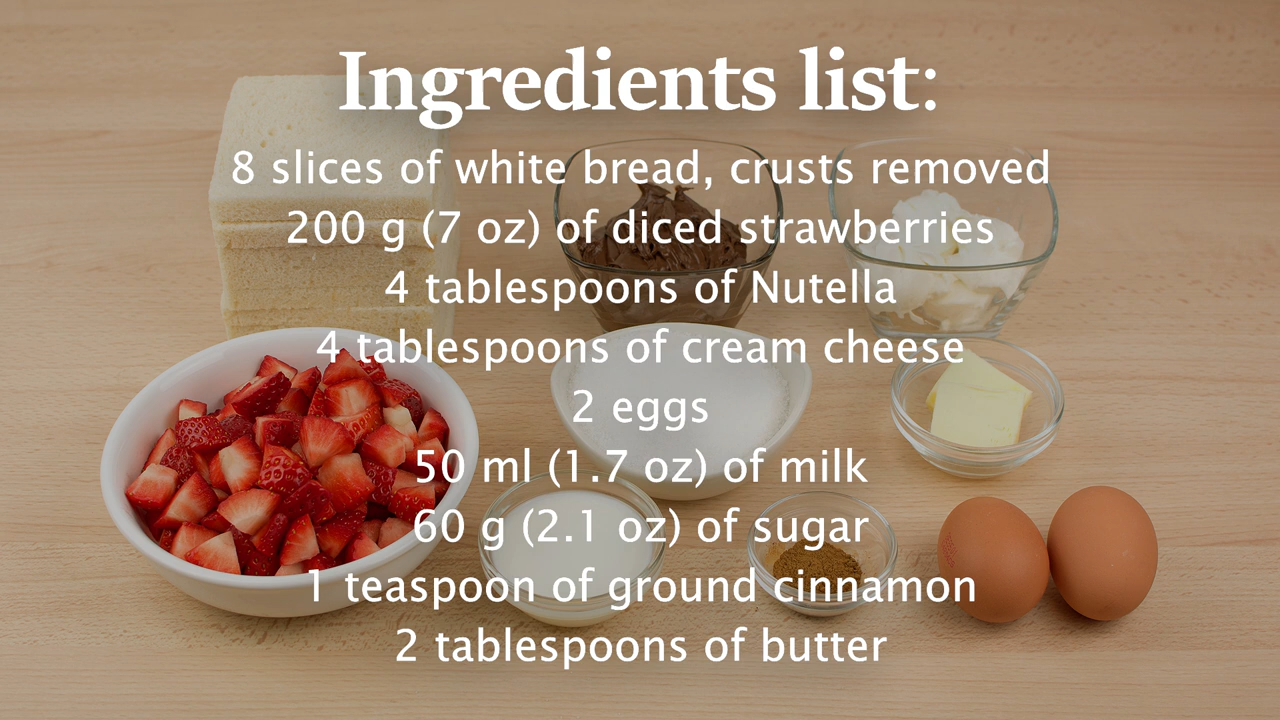 Ingredients list:
8 slices of white bread, crusts removed
200 g (7 oz) of diced strawberries
4 tablespoons of Nutella
4 tablespoons of cream cheese
2 eggs
50 ml (1.7 oz) of milk
60 g (2.1 oz) of sugar
1 teaspoon of ground cinnamon
2 tablespoons of butter